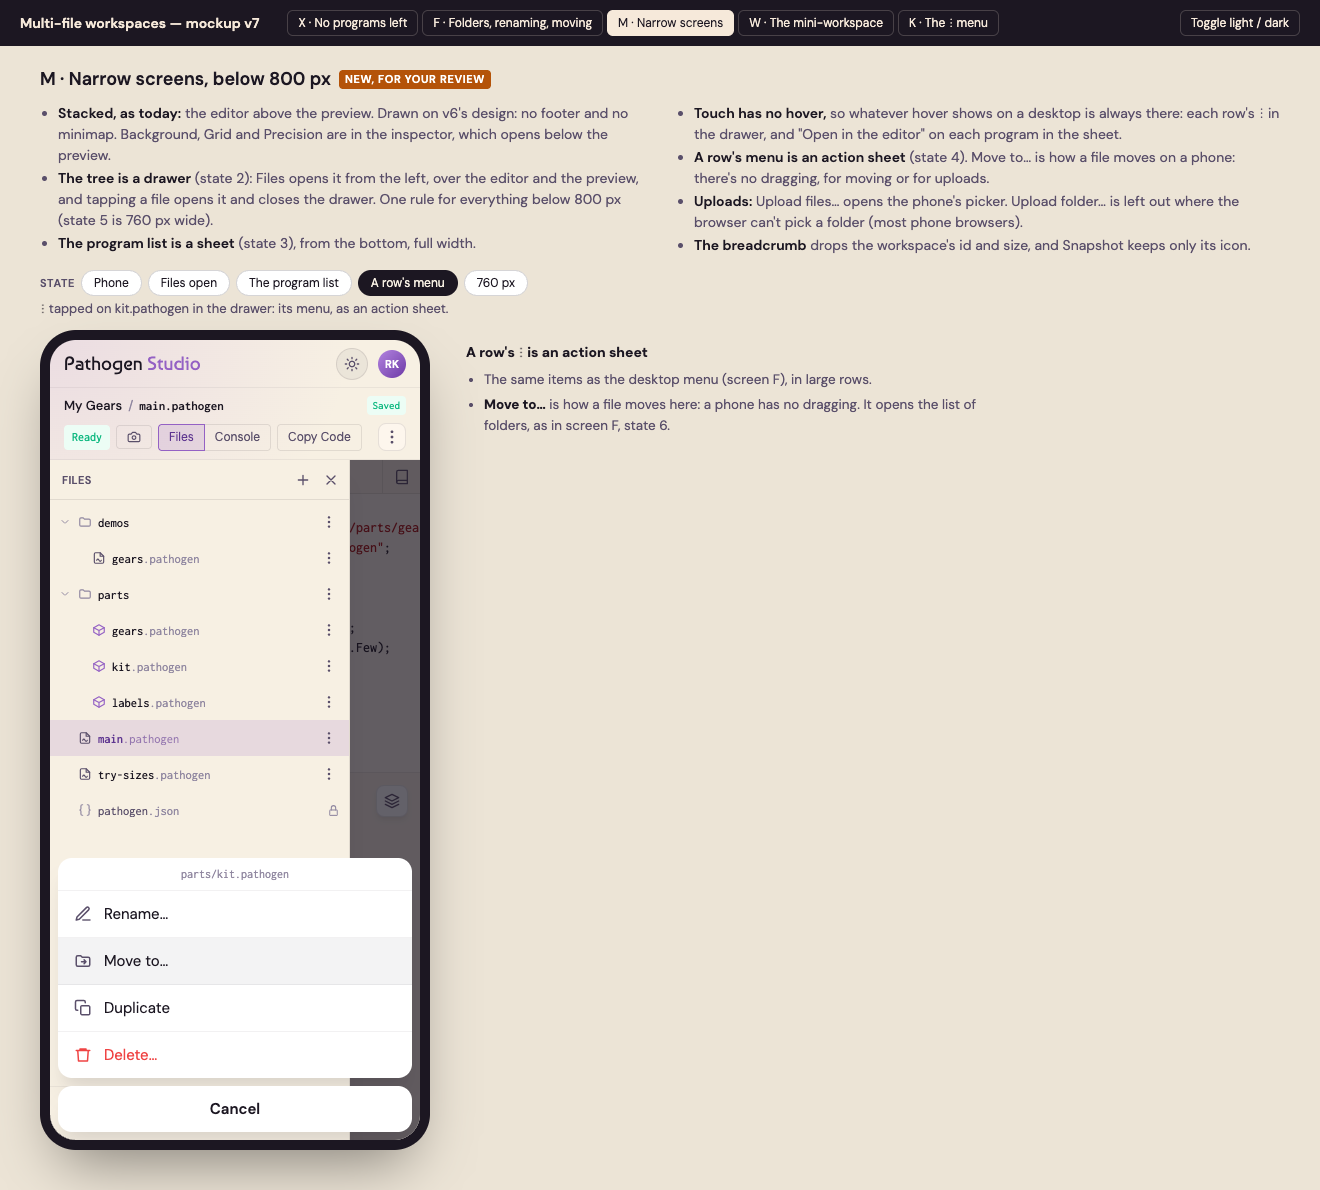 Multi-file workspaces — mockup v7
X · No programs left
F · Folders, renaming, moving
M · Narrow screens
W · The mini-workspace
K · The ⋮ menu
Toggle light / dark
M · Narrow screens, below 800 px
NEW, FOR YOUR REVIEW
• Stacked, as today: the editor above the preview. Drawn on v6's design: no footer and no
minimap. Background, Grid and Precision are in the inspector, which opens below the
preview.
• The tree is a drawer (state 2): Files opens it from the left, over the editor and the preview,
and tapping a file opens it and closes the drawer. One rule for everything below 800 px
(state 5 is 760 px wide).
• The program list is a sheet (state 3), from the bottom, full width.
• Touch has no hover, so whatever hover shows on a desktop is always there: each row's ⋮ in
the drawer, and "Open in the editor" on each program in the sheet.
• A row's menu is an action sheet (state 4). Move to… is how a file moves on a phone:
there's no dragging, for moving or for uploads.
• Uploads: Upload files… opens the phone's picker. Upload folder… is left out where the
browser can't pick a folder (most phone browsers).
• The breadcrumb drops the workspace's id and size, and Snapshot keeps only its icon.
STATE
Phone
Files open
The program list
A row's menu
760 px
⋮ tapped on kit.pathogen in the drawer: its menu, as an action sheet.
Pathogen Studio
RK
My Gears / main.pathogen
Saved
Ready
Files
Console
Copy Code
FILES
demos
gears.pathogen
parts
gears.pathogen
kit.pathogen
labels.pathogen
main.pathogen
try-sizes.pathogen
{} pathogen.json
/parts/gea
ogen";
;
.Few);
parts/kit.pathogen
Rename…
Move to…
Duplicate
Delete…
Cancel
A row's ⋮ is an action sheet
• The same items as the desktop menu (screen F), in large rows.
• Move to… is how a file moves here: a phone has no dragging. It opens the list of
folders, as in screen F, state 6.